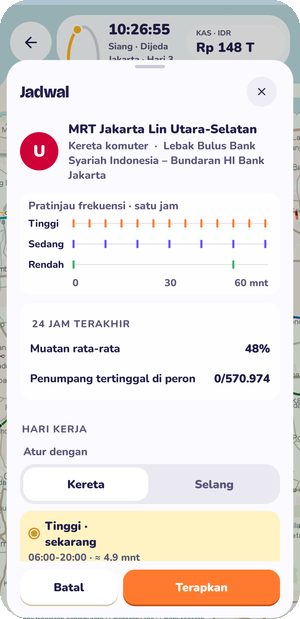 10:26:55
Siang · Dijeda
Jakarta · Hari 3
KAS · IDR
Rp 148 T
Jadwal
U
MRT Jakarta Lin Utara-Selatan
Kereta komuter · Lebak Bulus Bank
Syariah Indonesia – Bundaran HI Bank
Jakarta
Pratinjau frekuensi · satu jam
Tinggi
Sedang
Rendah
0 30 60 mnt
24 JAM TERAKHIR
Muatan rata-rata 48%
Penumpang tertinggal di peron 0/570.974
HARI KERJA
Atur dengan
Kereta Selang
Tinggi ·
sekarang
06:00-20:00 · ≈ 4.9 mnt
Batal Terapkan